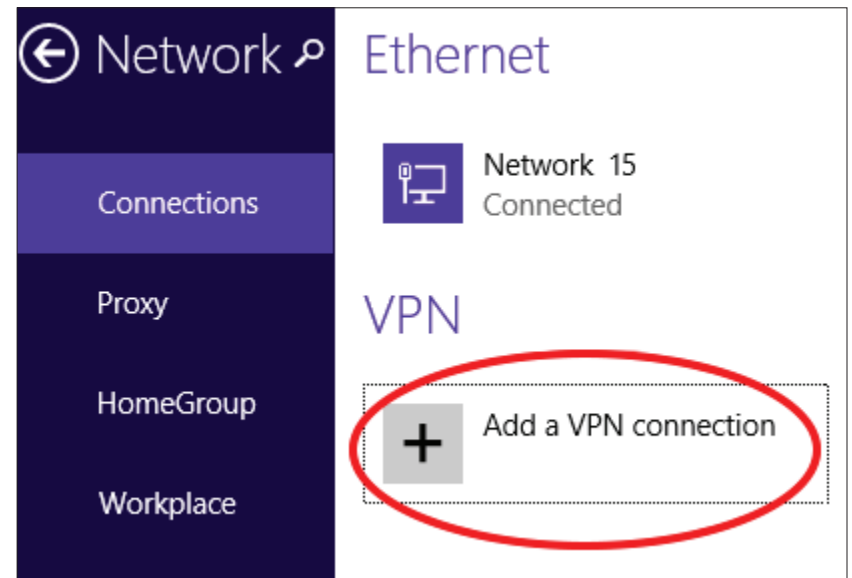 Network
Connections
Proxy
HomeGroup
Workplace
Ethernet
Network 15
Connected
VPN
Add a VPN connection